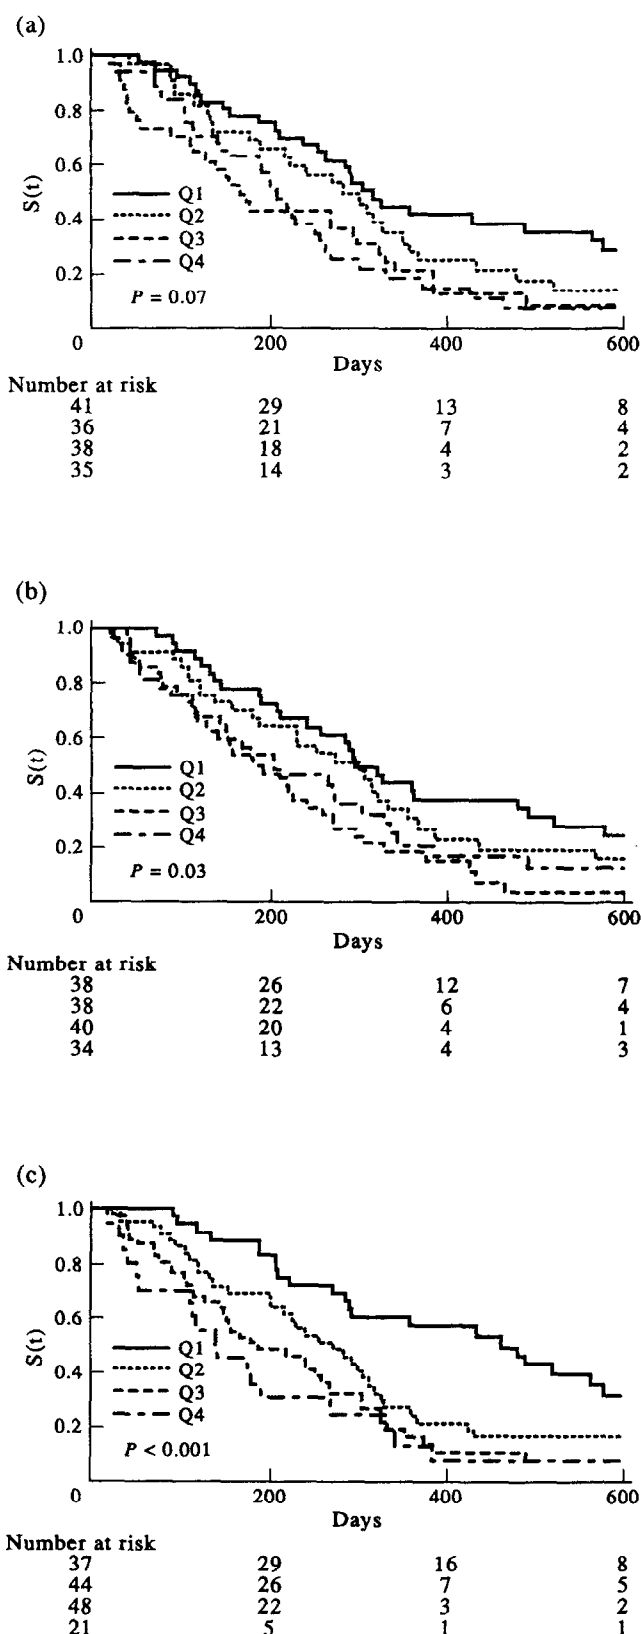 (a)
1.0
0.8
0.6
0.4
0.2
S(t)
Q1
Q2
Q3
Q4
P = 0.07
0 200 400 600
Days
Number at risk
41 29 13 8
36 21 7 4
38 18 4 2
35 14 3 2
(b)
1.0
0.8
0.6
0.4
0.2
S(t)
Q1
Q2
Q3
Q4
P = 0.03
0 200 400 600
Days
Number at risk
38 26 12 7
38 22 6 4
40 20 4 1
34 13 4 3
(c)
1.0
0.8
0.6
0.4
0.2
S(t)
Q1
Q2
Q3
Q4
P < 0.001
0 200 400 600
Days
Number at risk
37 29 16 8
44 26 7 5
48 22 3 2
21 5 1 1